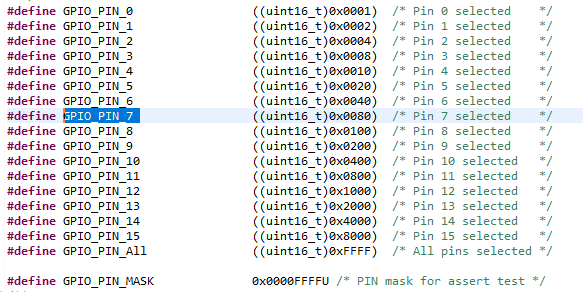 #define GPIO_PIN_0 ((uint16_t)0x0001) /* Pin 0 selected */
#define GPIO_PIN_1 ((uint16_t)0x0002) /* Pin 1 selected */
#define GPIO_PIN_2 ((uint16_t)0x0004) /* Pin 2 selected */
#define GPIO_PIN_3 ((uint16_t)0x0008) /* Pin 3 selected */
#define GPIO_PIN_4 ((uint16_t)0x0010) /* Pin 4 selected */
#define GPIO_PIN_5 ((uint16_t)0x0020) /* Pin 5 selected */
#define GPIO_PIN_6 ((uint16_t)0x0040) /* Pin 6 selected */
#define GPIO_PIN_7 ((uint16_t)0x0080) /* Pin 7 selected */
#define GPIO_PIN_8 ((uint16_t)0x0100) /* Pin 8 selected */
#define GPIO_PIN_9 ((uint16_t)0x0200) /* Pin 9 selected */
#define GPIO_PIN_10 ((uint16_t)0x0400) /* Pin 10 selected */
#define GPIO_PIN_11 ((uint16_t)0x0800) /* Pin 11 selected */
#define GPIO_PIN_12 ((uint16_t)0x1000) /* Pin 12 selected */
#define GPIO_PIN_13 ((uint16_t)0x2000) /* Pin 13 selected */
#define GPIO_PIN_14 ((uint16_t)0x4000) /* Pin 14 selected */
#define GPIO_PIN_15 ((uint16_t)0x8000) /* Pin 15 selected */
#define GPIO_PIN_All ((uint16_t)0xFFFF) /* All pins selected */
#define GPIO_PIN_MASK 0x0000FFFFU /* PIN mask for assert test */